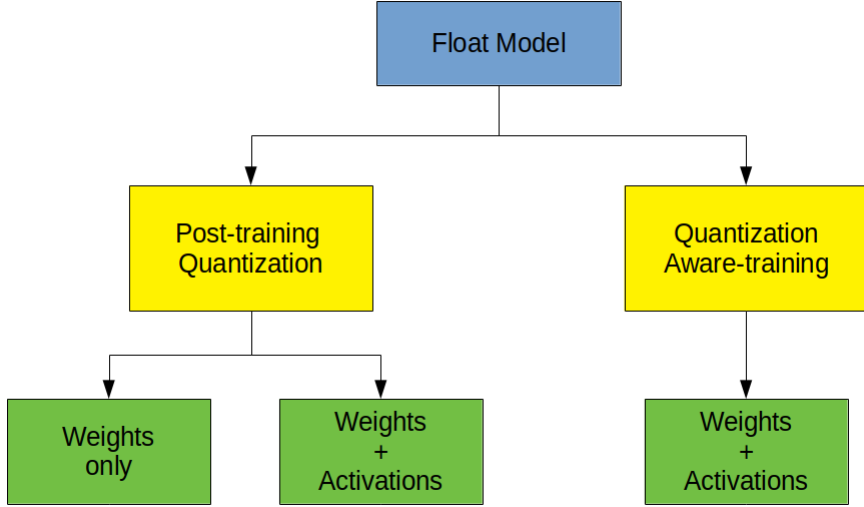 Float Model
Post-training
Quantization
Quantization
Aware-training
Weights
only
Weights
+
Activations
Weights
+
Activations